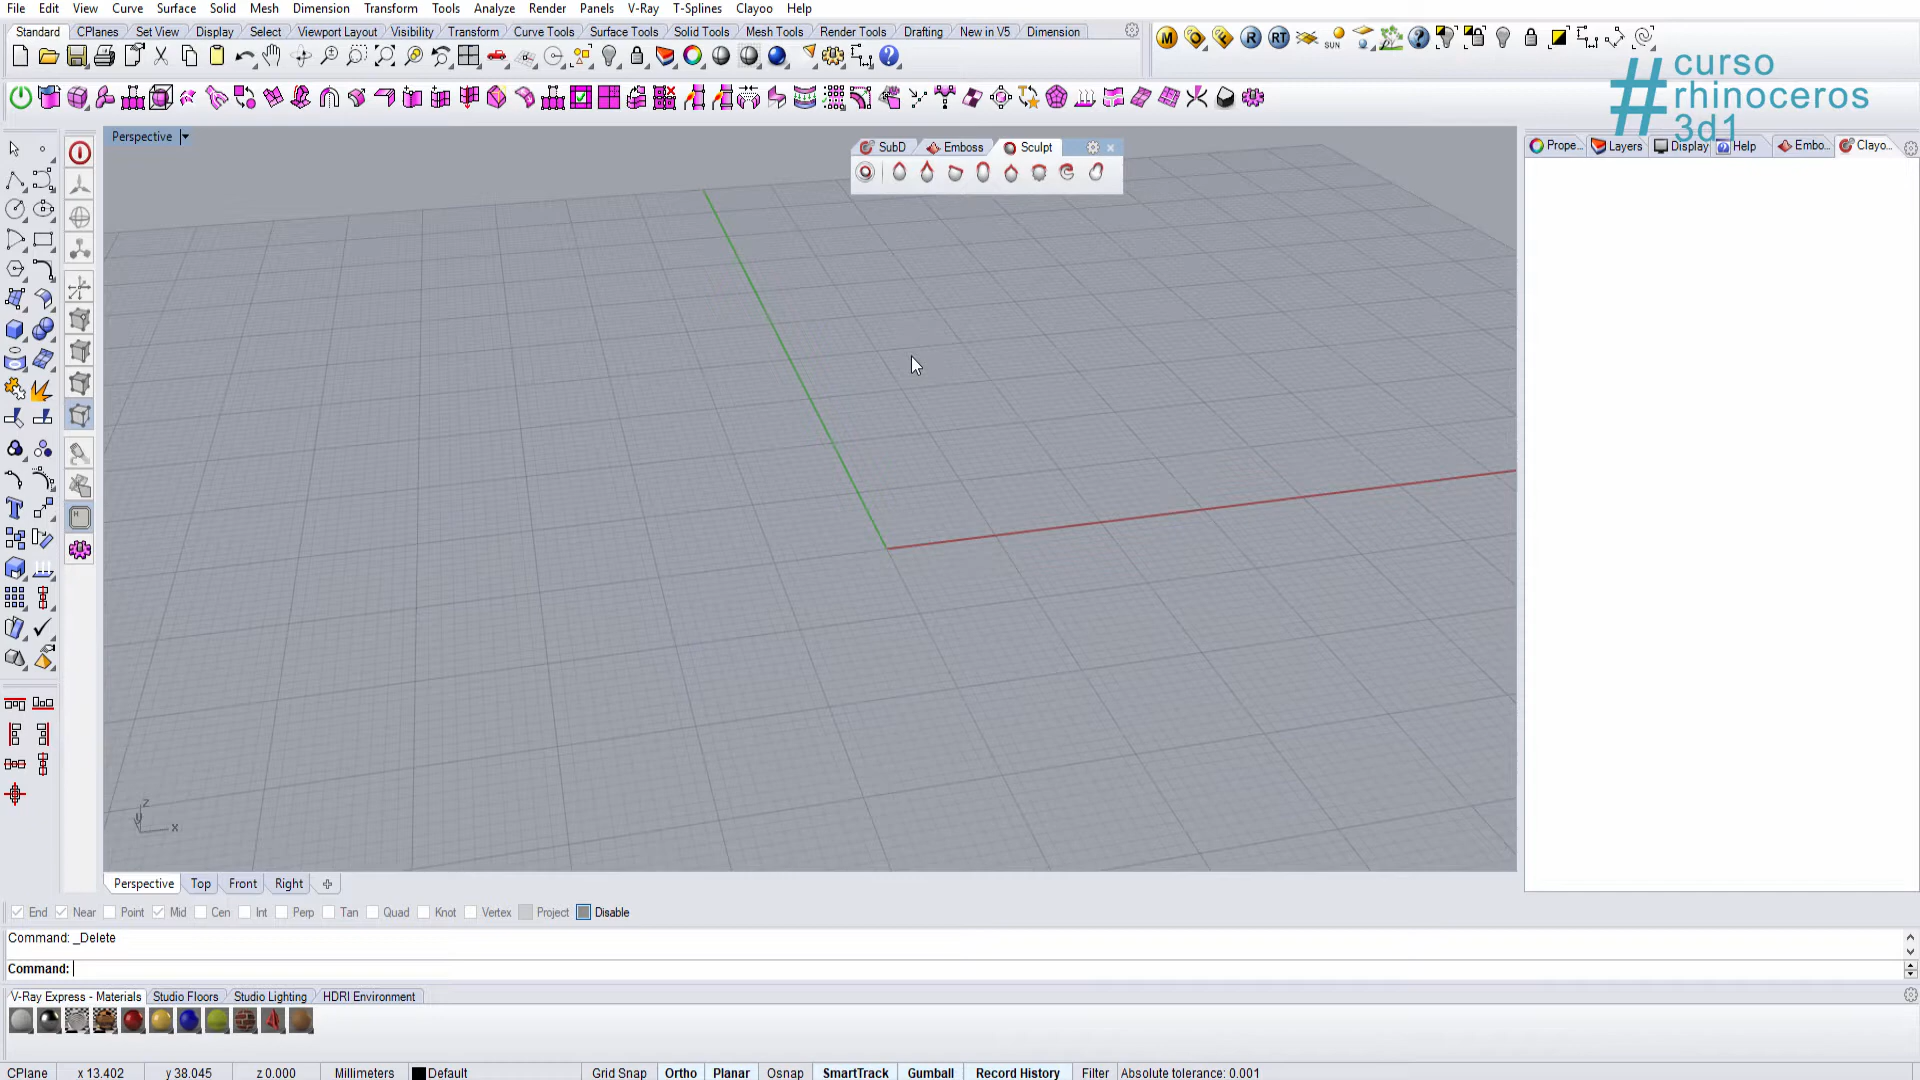 File Edit View Curve Surface Solid Mesh Dimension Transform Tools Analyze Render Panels V-Ray T-Splines Clayoo Help
Standard CPlanes Set View Display Select Viewport Layout Visibility Transform Curve Tools Surface Tools Solid Tools Mesh Tools Render Tools Drafting New in V5 Dimension
M O F R RT
SUN
# curso
rhinoceros
3d1
Perspective
SubD Emboss Sculpt
Prope... Layers Display Help Embo... Clayo...
z
x
Perspective Top Front Right
End Near Point Mid Cen Int Perp Tan Quad Knot Vertex Project Disable
Command: _Delete
Command:
V-Ray Express - Materials Studio Floors Studio Lighting HDRI Environment
CPlane x 13.402 y 38.045 z 0.000 Millimeters Default Grid Snap Ortho Planar Osnap SmartTrack Gumball Record History Filter Absolute tolerance: 0.001